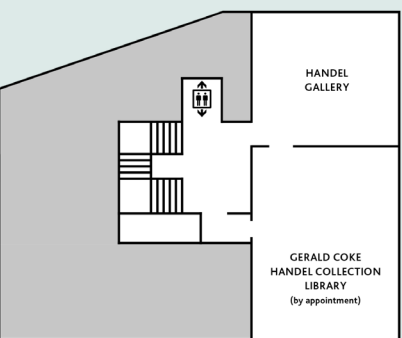 HANDEL
GALLERY
GERALD COKE
HANDEL COLLECTION
LIBRARY
(by appointment)